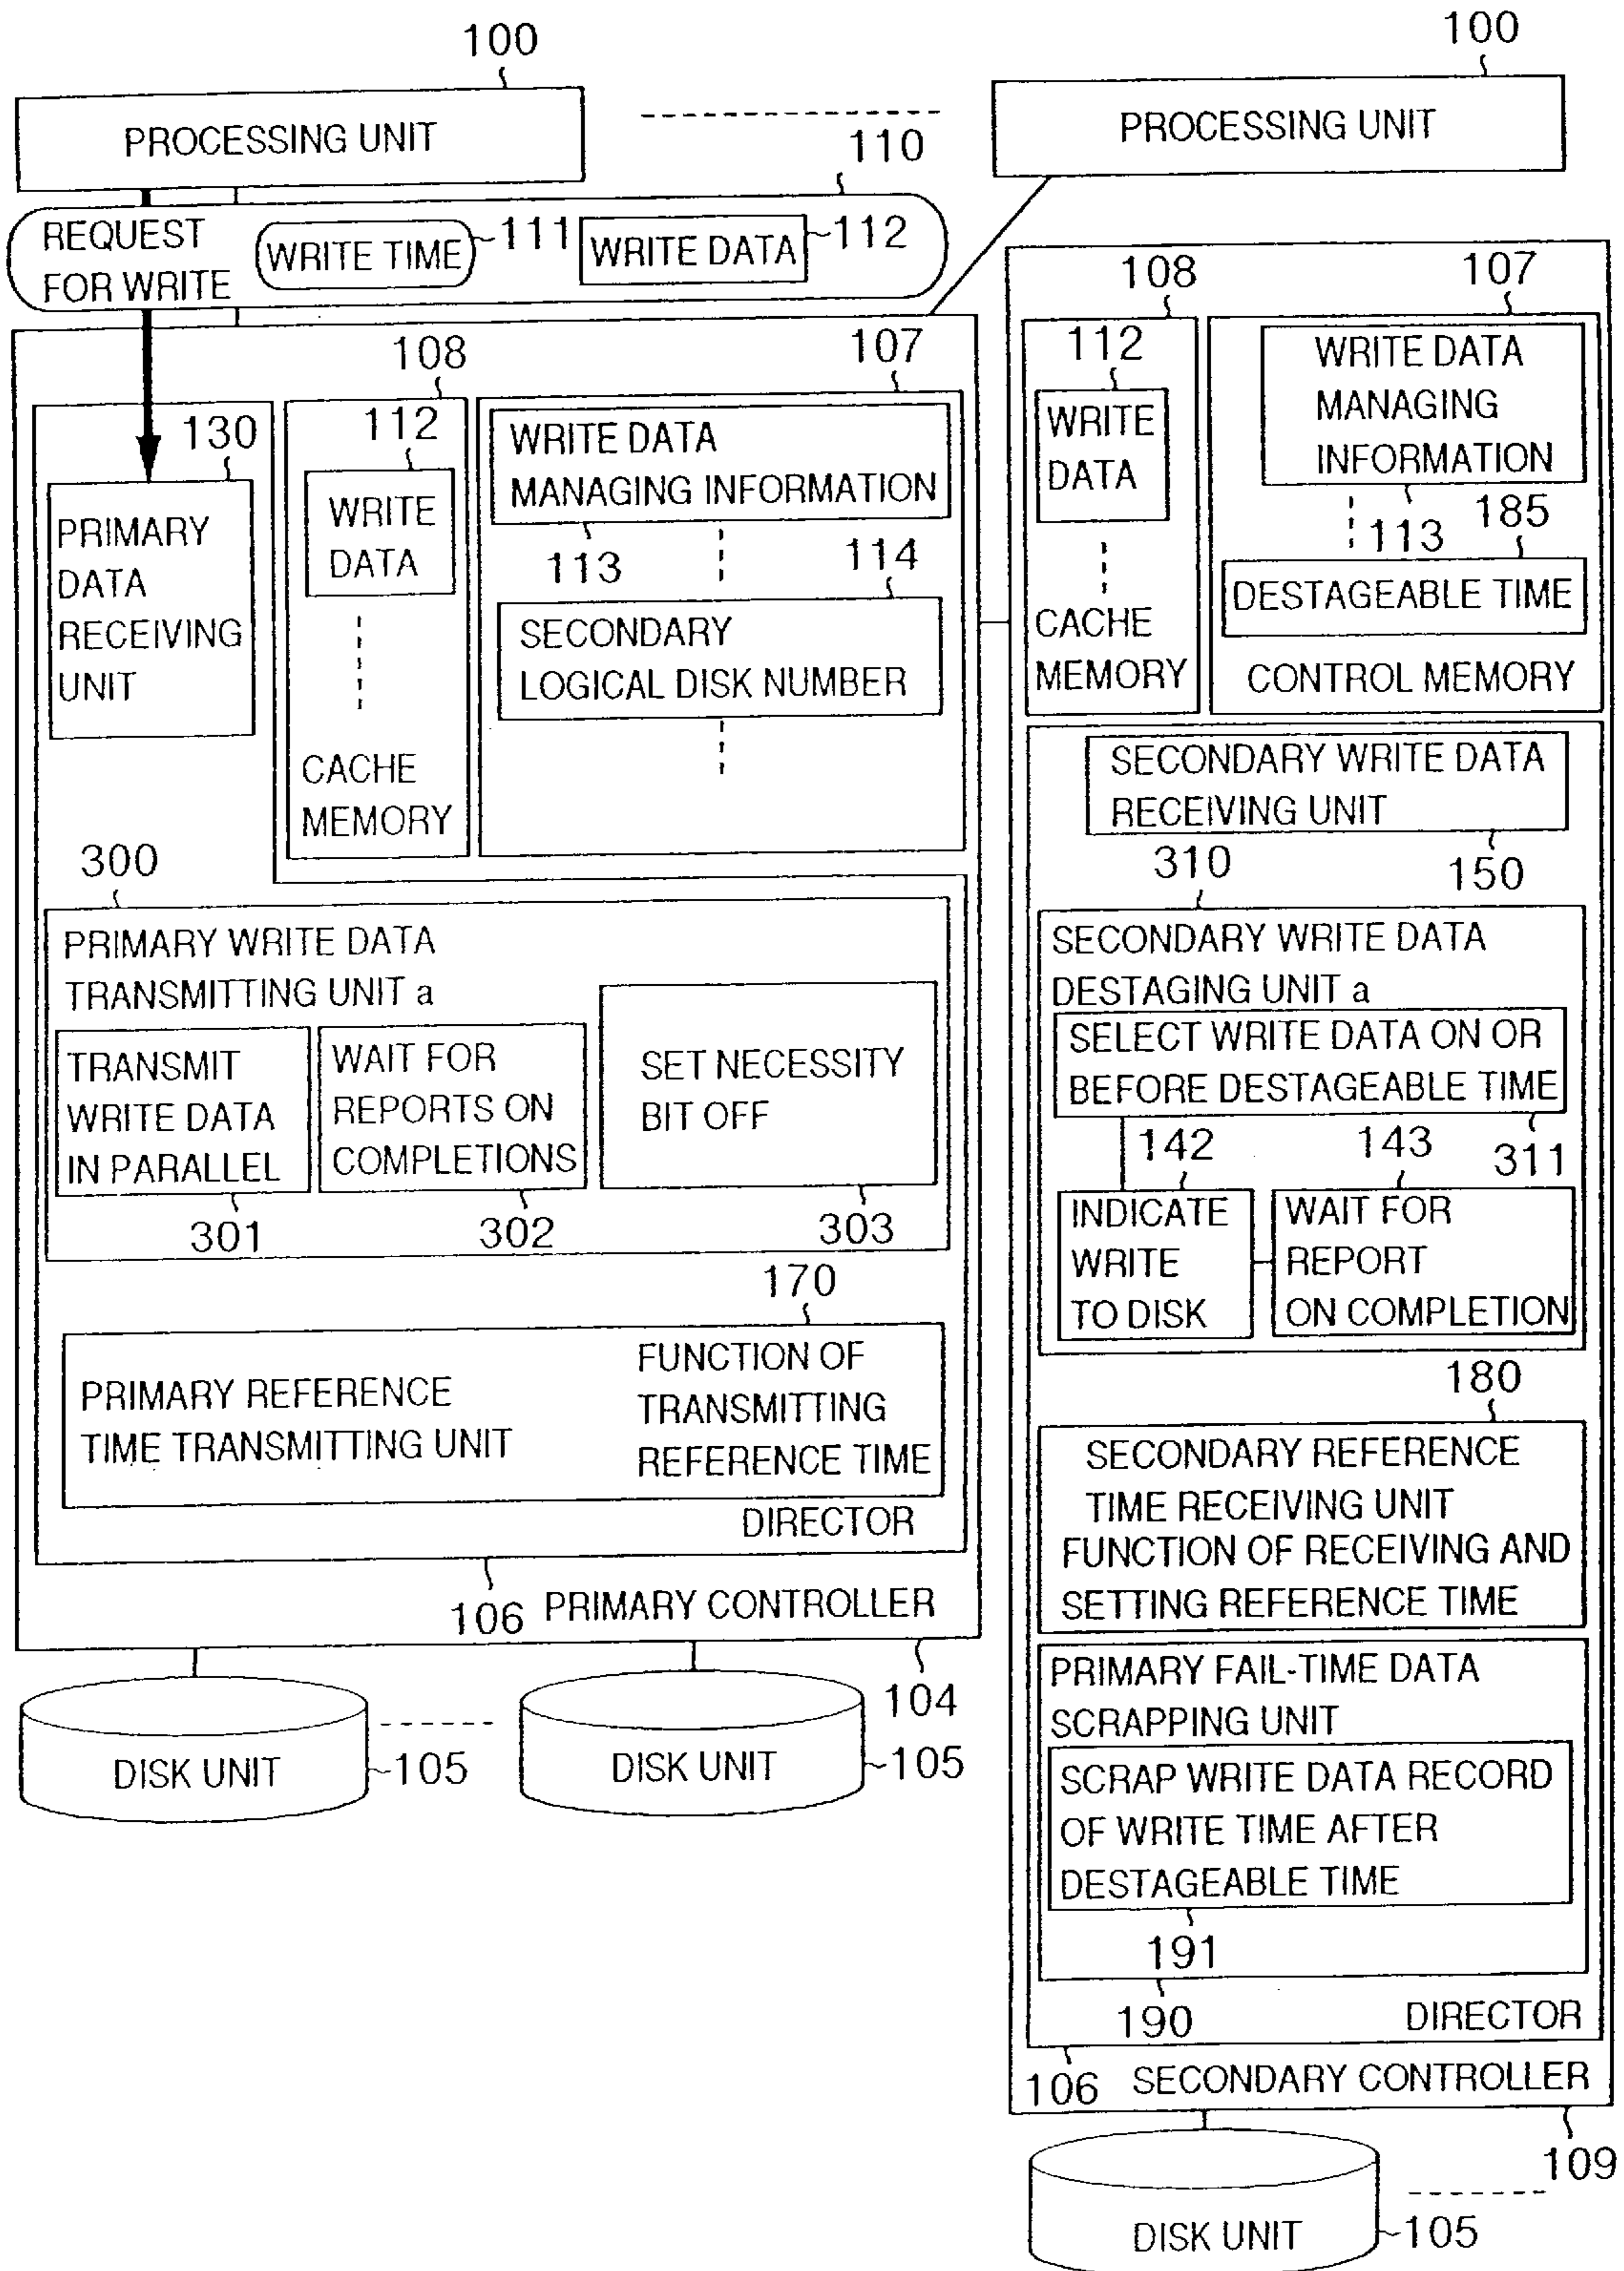 100
PROCESSING UNIT
100
PROCESSING UNIT
110
REQUEST
FOR WRITE
WRITE TIME
111
WRITE DATA
112
108
107
130
PRIMARY
DATA
RECEIVING
UNIT
112
WRITE
DATA
CACHE
MEMORY
WRITE DATA
MANAGING INFORMATION
113
114
SECONDARY
LOGICAL DISK NUMBER
300
PRIMARY WRITE DATA
TRANSMITTING UNIT a
TRANSMIT
WRITE DATA
IN PARALLEL
301
WAIT FOR
REPORTS ON
COMPLETIONS
302
SET NECESSITY
BIT OFF
303
170
PRIMARY REFERENCE
TIME TRANSMITTING UNIT
FUNCTION OF
TRANSMITTING
REFERENCE TIME
DIRECTOR
106
PRIMARY CONTROLLER
104
DISK UNIT
105
DISK UNIT
105
108
107
112
WRITE
DATA
CACHE
MEMORY
WRITE DATA
MANAGING
INFORMATION
113
185
DESTAGEABLE TIME
CONTROL MEMORY
SECONDARY WRITE DATA
RECEIVING UNIT
150
310
SECONDARY WRITE DATA
DESTAGING UNIT a
SELECT WRITE DATA ON OR
BEFORE DESTAGEABLE TIME
311
142
143
INDICATE
WRITE
TO DISK
WAIT FOR
REPORT
ON COMPLETION
180
SECONDARY REFERENCE
TIME RECEIVING UNIT
FUNCTION OF RECEIVING AND
SETTING REFERENCE TIME
PRIMARY FAIL-TIME DATA
SCRAPPING UNIT
SCRAP WRITE DATA RECORD
OF WRITE TIME AFTER
DESTAGEABLE TIME
191
190
DIRECTOR
106
SECONDARY CONTROLLER
109
DISK UNIT
105